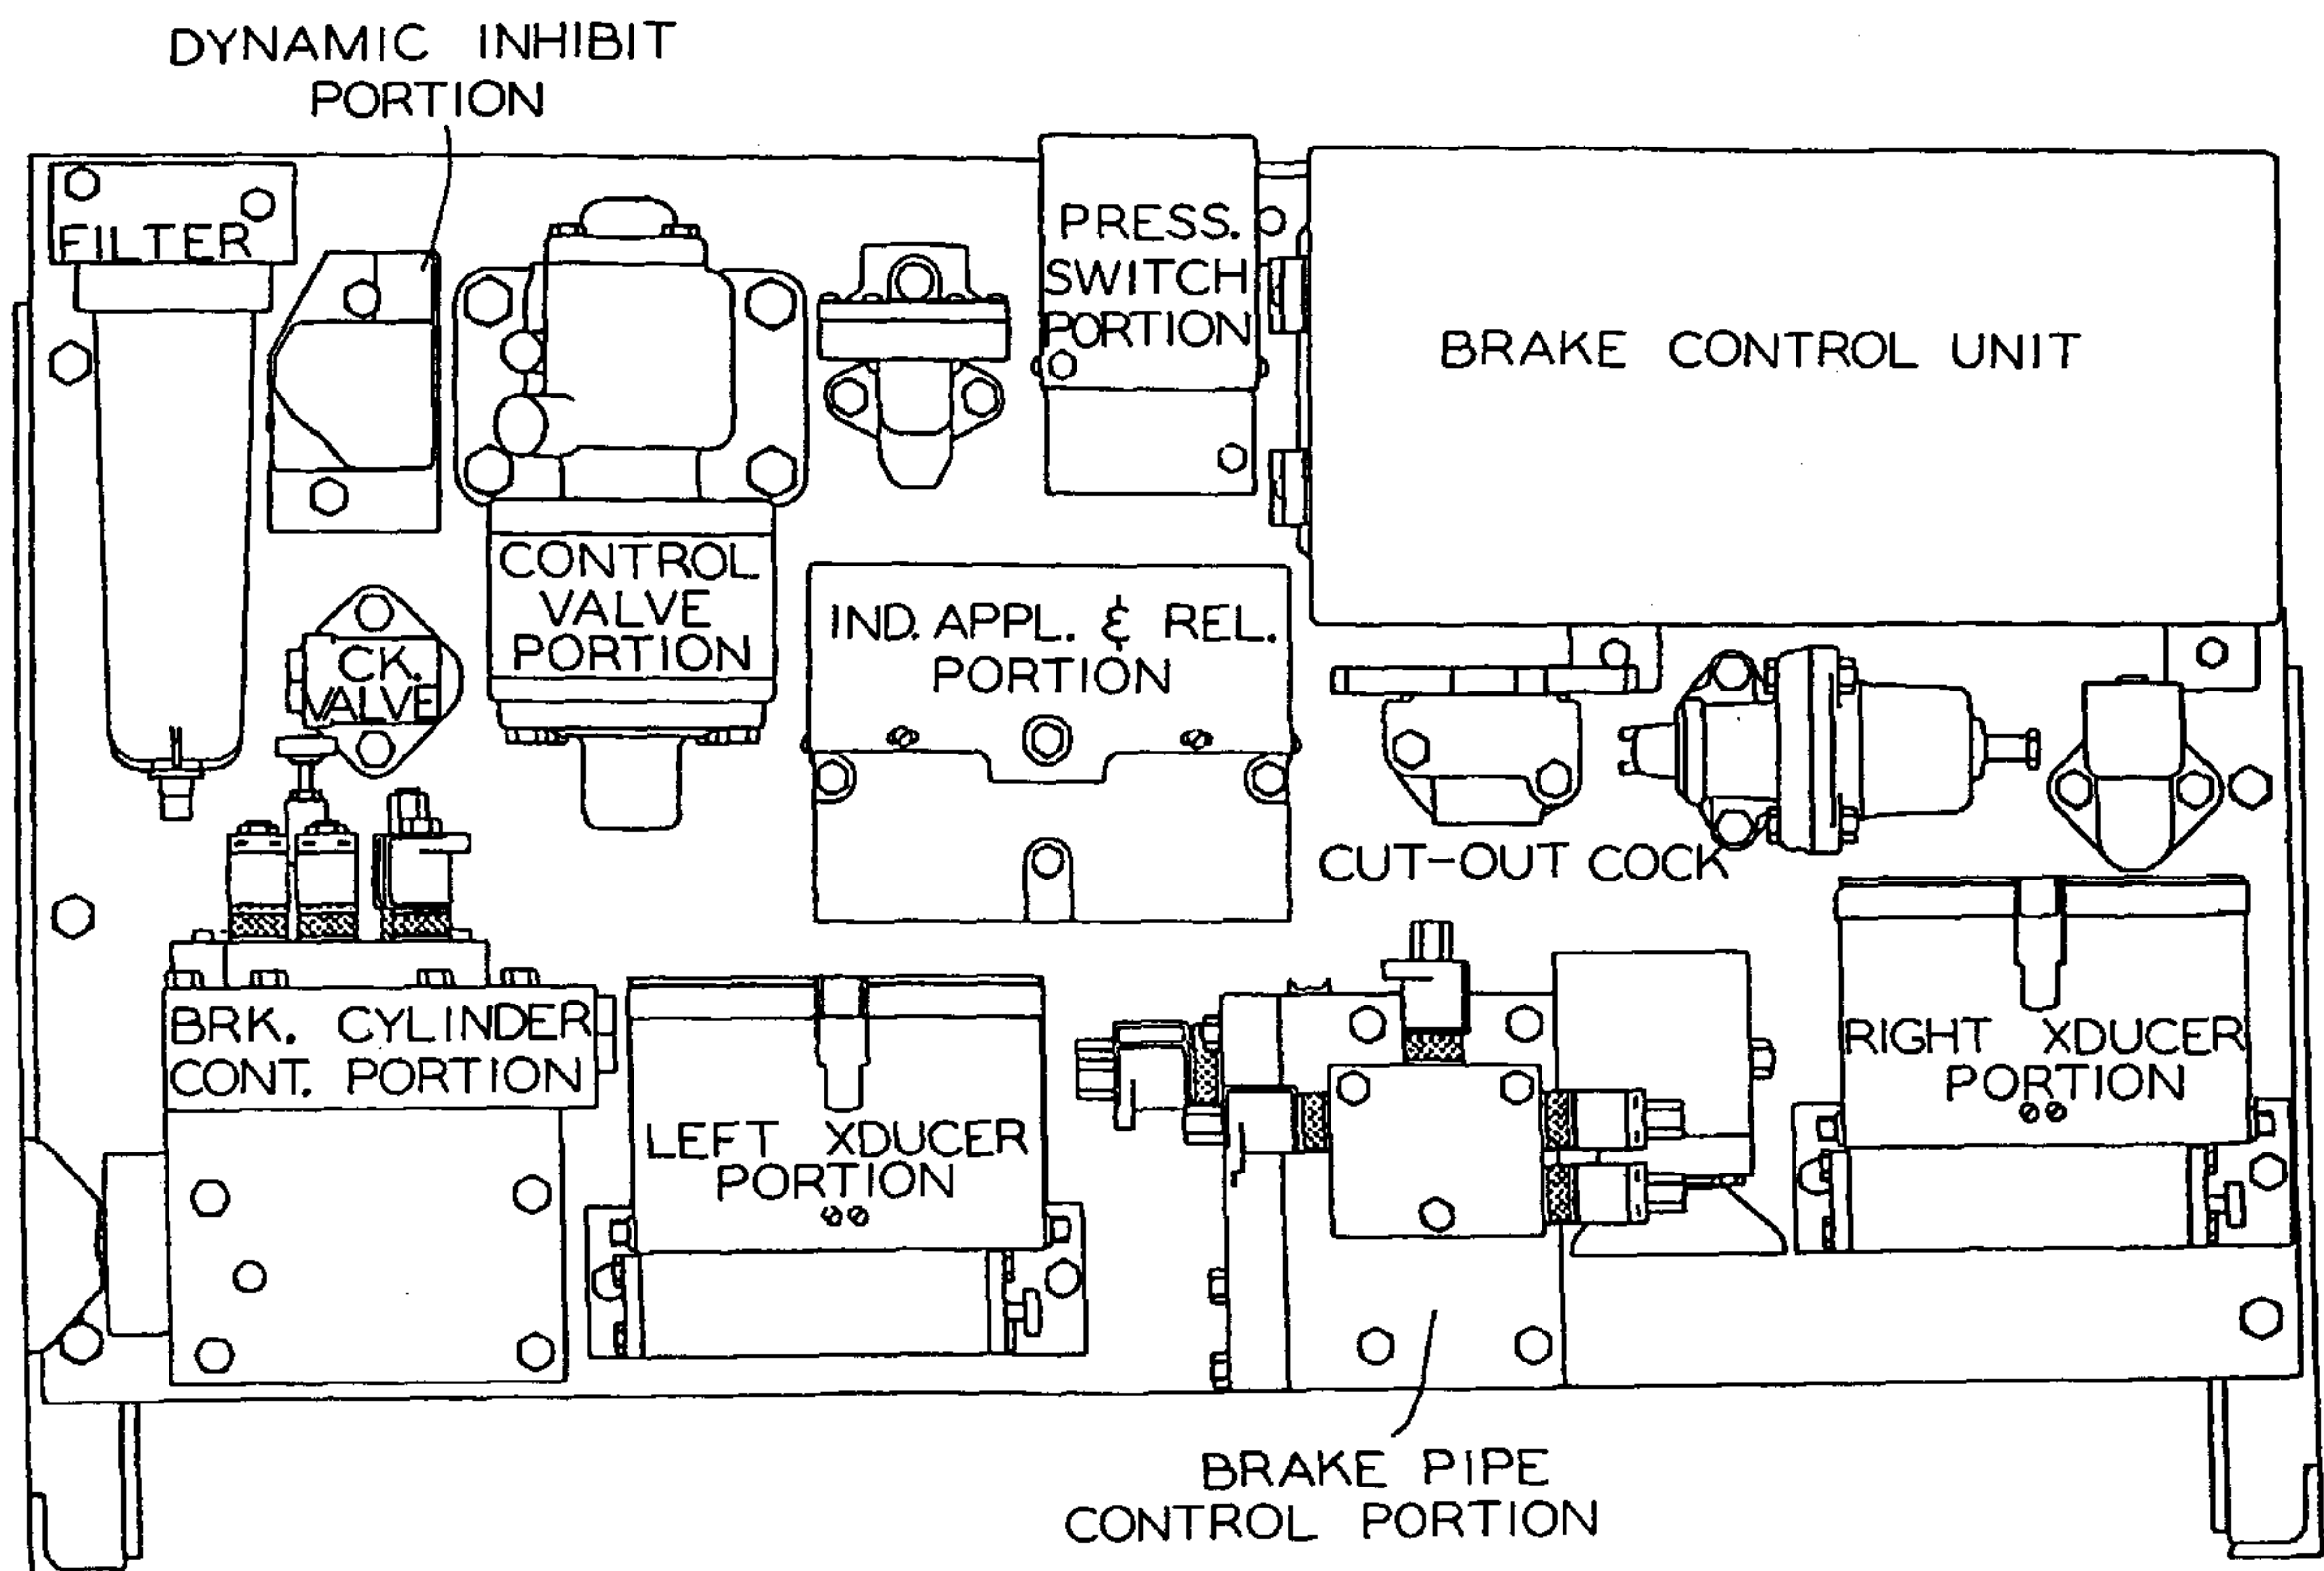 DYNAMIC INHIBIT
PORTION
FILTER
PRESS.
SWITCH
PORTION
BRAKE CONTROL UNIT
CONTROL
VALVE
PORTION
CK.
VALVE
IND. APPL. & REL.
PORTION
CUT-OUT COCK
BRK. CYLINDER
CONT. PORTION
LEFT XDUCER
PORTION
RIGHT XDUCER
PORTION
BRAKE PIPE
CONTROL PORTION